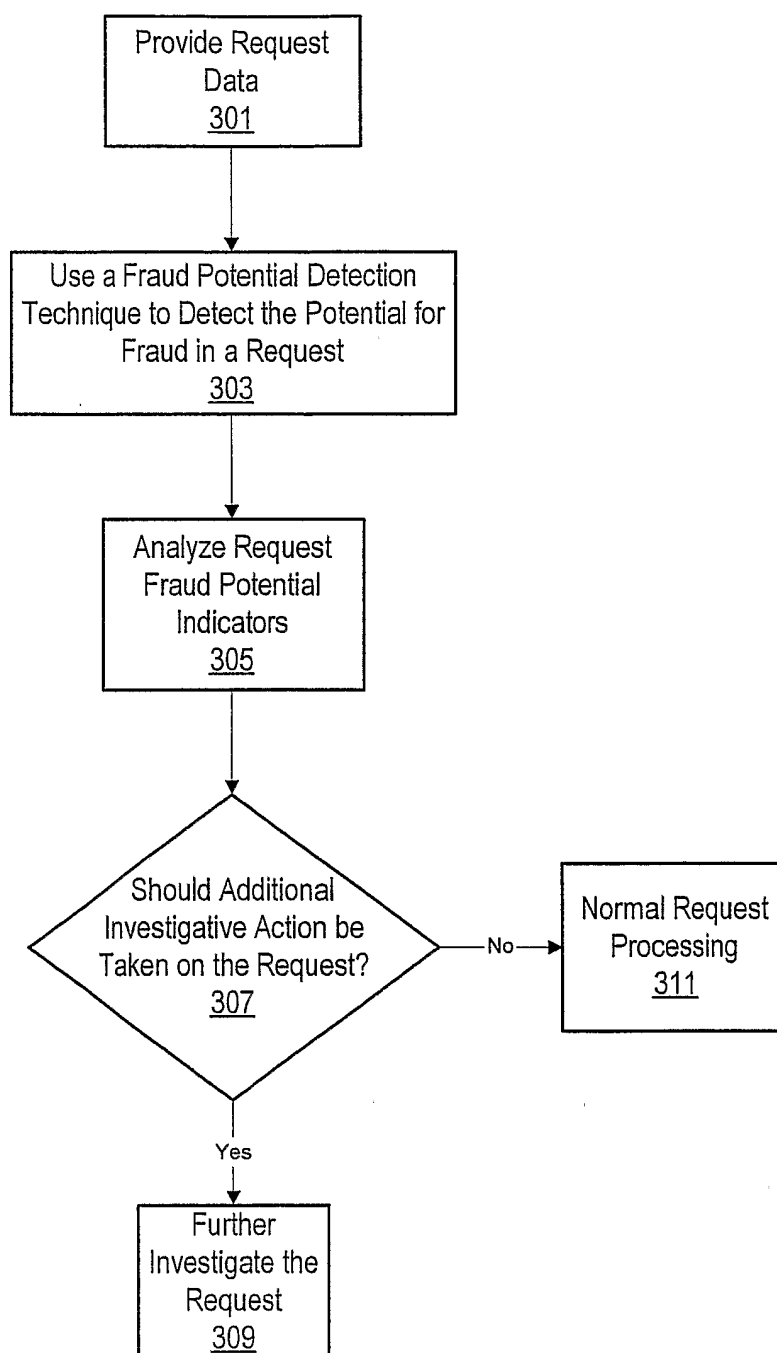 Provide Request
Data
301
Use a Fraud Potential Detection
Technique to Detect the Potential for
Fraud in a Request
303
Analyze Request
Fraud Potential
Indicators
305
Should Additional
Investigative Action be
Taken on the Request?
307
No
Normal Request
Processing
311
Yes
Further
Investigate the
Request
309